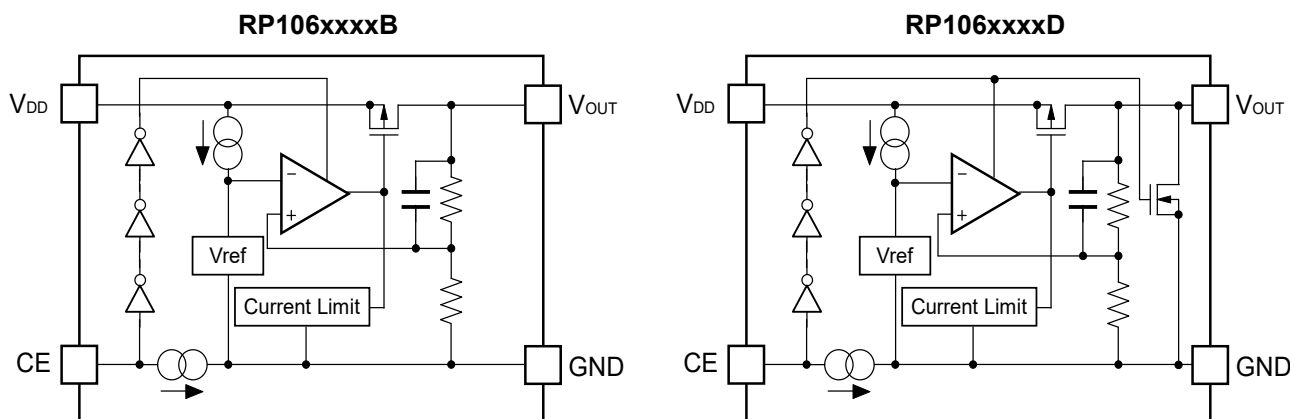 RP106xxxxB
VDD
VOUT
−
+
Vref
Current Limit
CE
GND
RP106xxxxD
VDD
VOUT
−
+
Vref
Current Limit
CE
GND